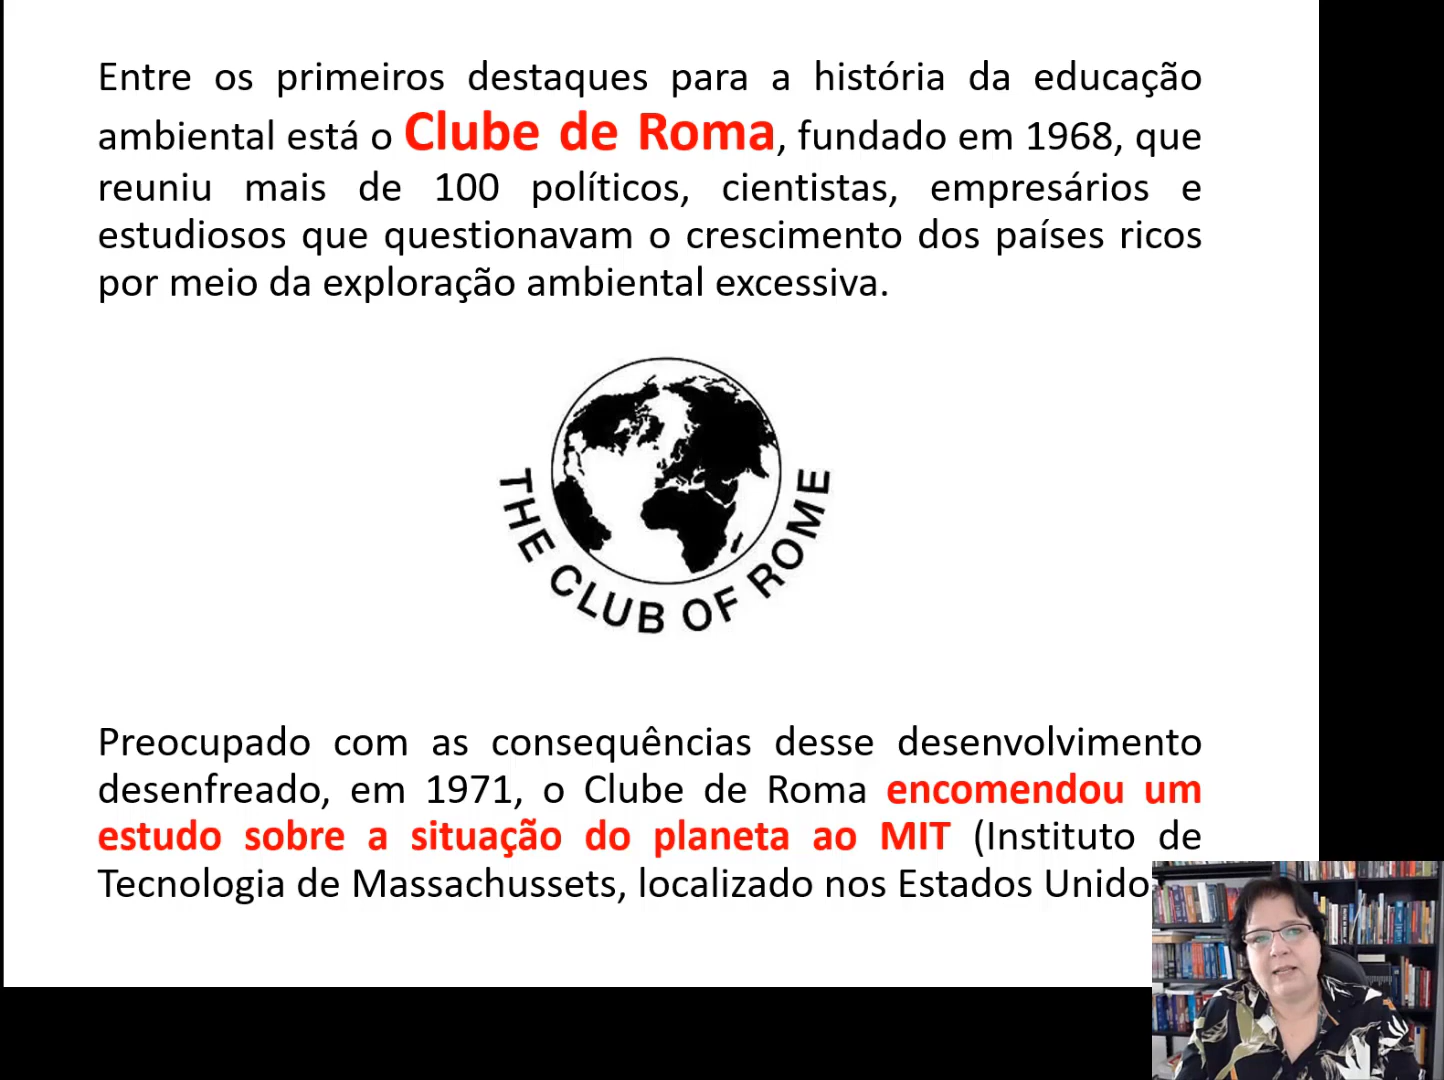 Entre os primeiros destaques para a história da educação
ambiental está o Clube de Roma, fundado em 1968, que
reuniu mais de 100 políticos, cientistas, empresários e
estudiosos que questionavam o crescimento dos países ricos
por meio da exploração ambiental excessiva.
THE CLUB OF ROME
Preocupado com as consequências desse desenvolvimento
desenfreado, em 1971, o Clube de Roma encomendou um
estudo sobre a situação do planeta ao MIT (Instituto de
Tecnologia de Massachussets, localizado nos Estados Unido